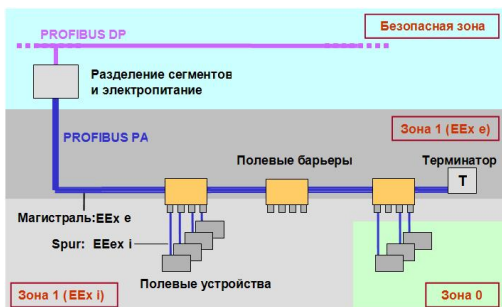 PROFIBUS DP
Безопасная зона
Разделение сегментов
и электропитание
PROFIBUS PA
Зона 1 (EEx e)
Полевые барьеры
Терминатор
T
Магистраль:EEx e
Spur: EEex i
Полевые устройства
Зона 1 (EEx i)
Зона 0